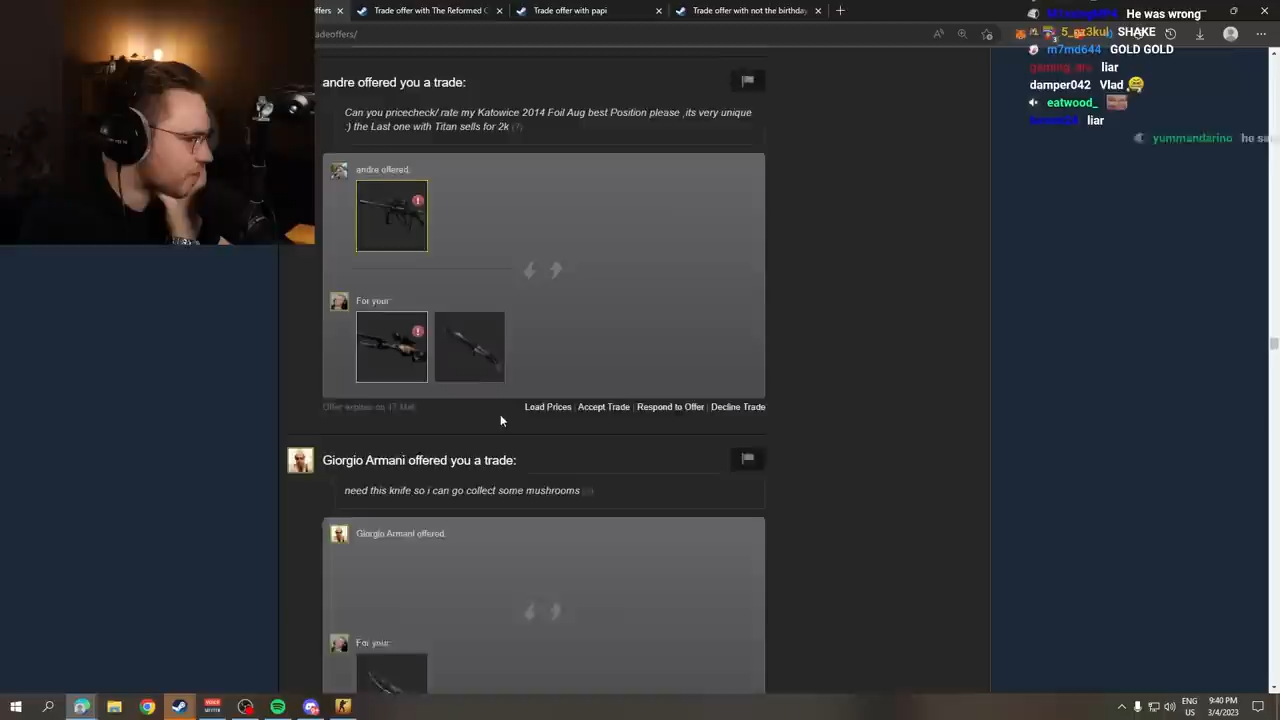 Trade offer with The Reformed
Trade offer with papi
Trade offer with not the birthday
adeoffers/
He was wrong
SHAKE
m7md644 GOLD GOLD
liar
damper042 Vlad
eatwood_
liar
yummandarino he sa
andre offered you a trade:
Can you pricecheck/ rate my Katowice 2014 Foil Aug best Position please ,its very unique
:) the Last one with Titan sells for 2k (?)
andre offered:
For your:
Load Prices | Accept Trade | Respond to Offer | Decline Trade
Giorgio Armani offered you a trade:
need this knife so i can go collect some mushrooms
Giorgio Armani offered:
For your:
ENG
US
9:40 PM
3/4/2023